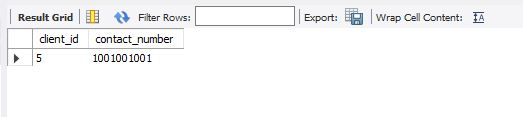 Result Grid Filter Rows: Export: Wrap Cell Content:
client_id contact_number
5 1001001001